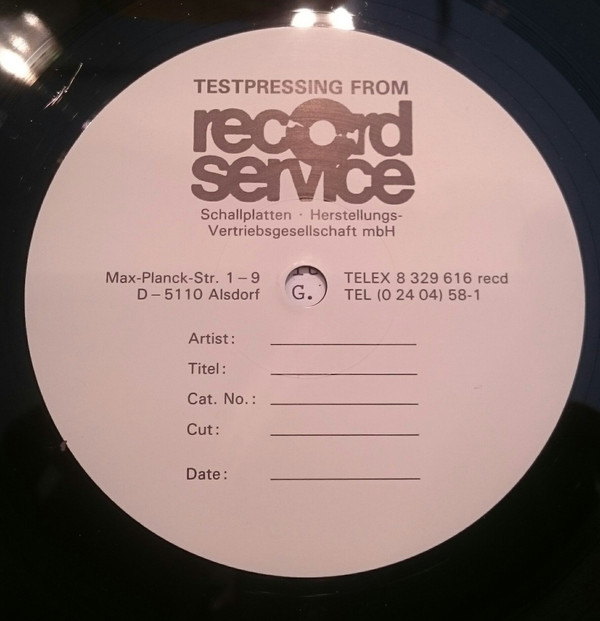 TESTPRESSING FROM
record
service
Schallplatten · Herstellungs-
Vertriebsgesellschaft mbH
Max-Planck-Str. 1 – 9
D – 5110 Alsdorf
G.
TELEX 8 329 616 recd
TEL (0 24 04) 58-1
Artist:
Titel:
Cat. No.:
Cut:
Date: